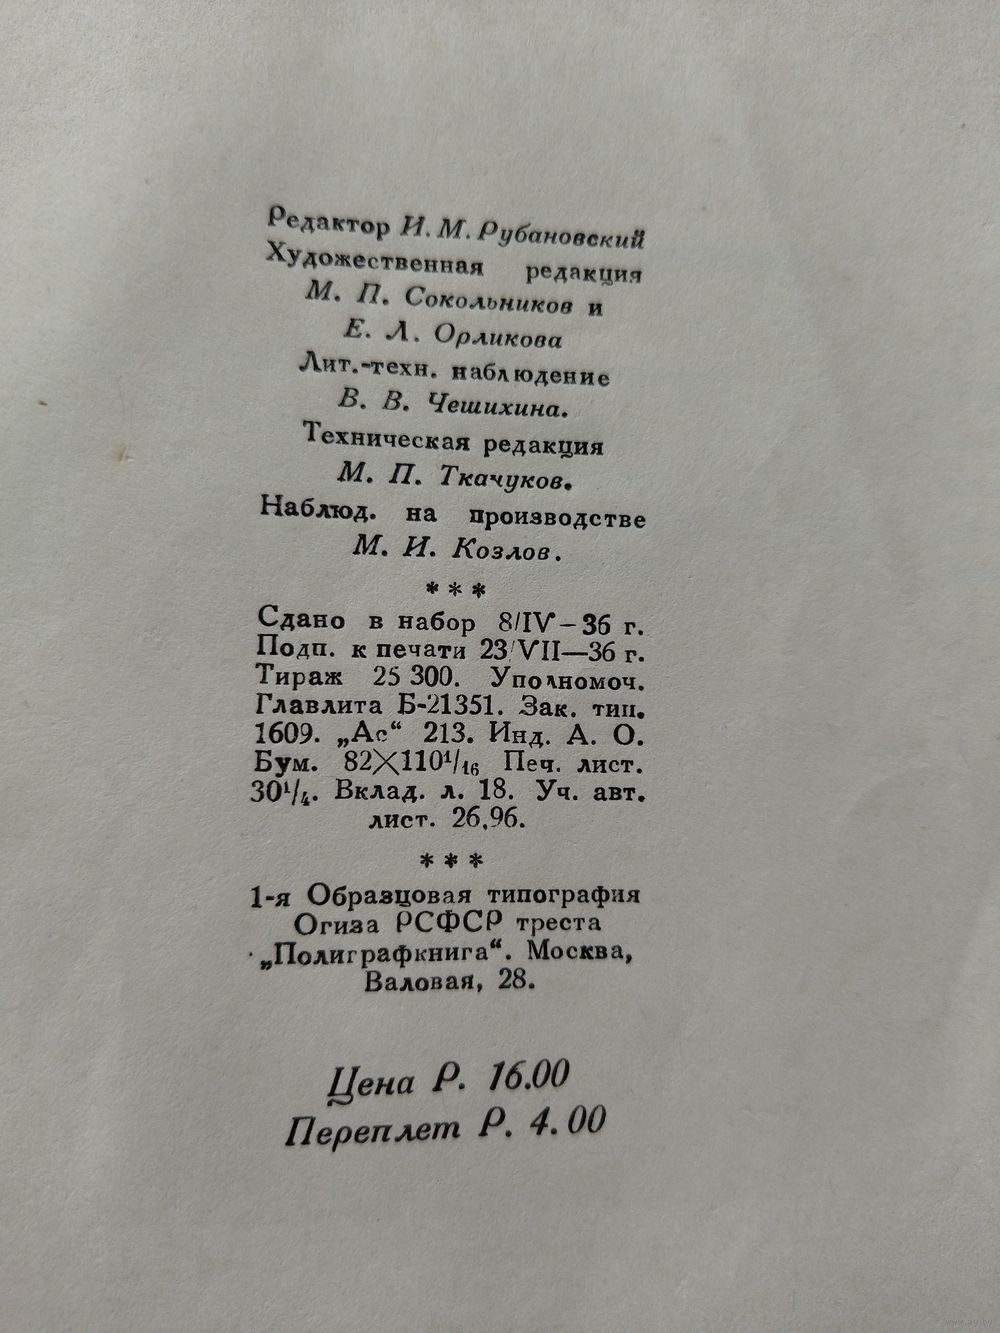 Редактор И. М. Рубановский
Художественная редакция
М. П. Сокольников и
Е. Л. Орликова
Лит.-техн. наблюдение
В. В. Чешихина.
Техническая редакция
М. П. Ткачуков.
Наблюд. на производстве
М. И. Козлов.
* * *
Сдано в набор 8/IV—36 г.
Подп. к печати 23/VII—36 г.
Тираж 25 300. Уполномоч.
Главлита Б-21351. Зак. тип.
1609. „Ас“ 213. Инд. А. О.
Бум. 82×110¹/₁₆ Печ. лист.
30¹/₄. Вклад. л. 18. Уч. авт.
лист. 26,96.
* * *
1-я Образцовая типография
Огиза РСФСР треста
„Полиграфкнига“. Москва,
Валовая, 28.
Цена Р. 16.00
Переплет Р. 4.00
www.ay.by